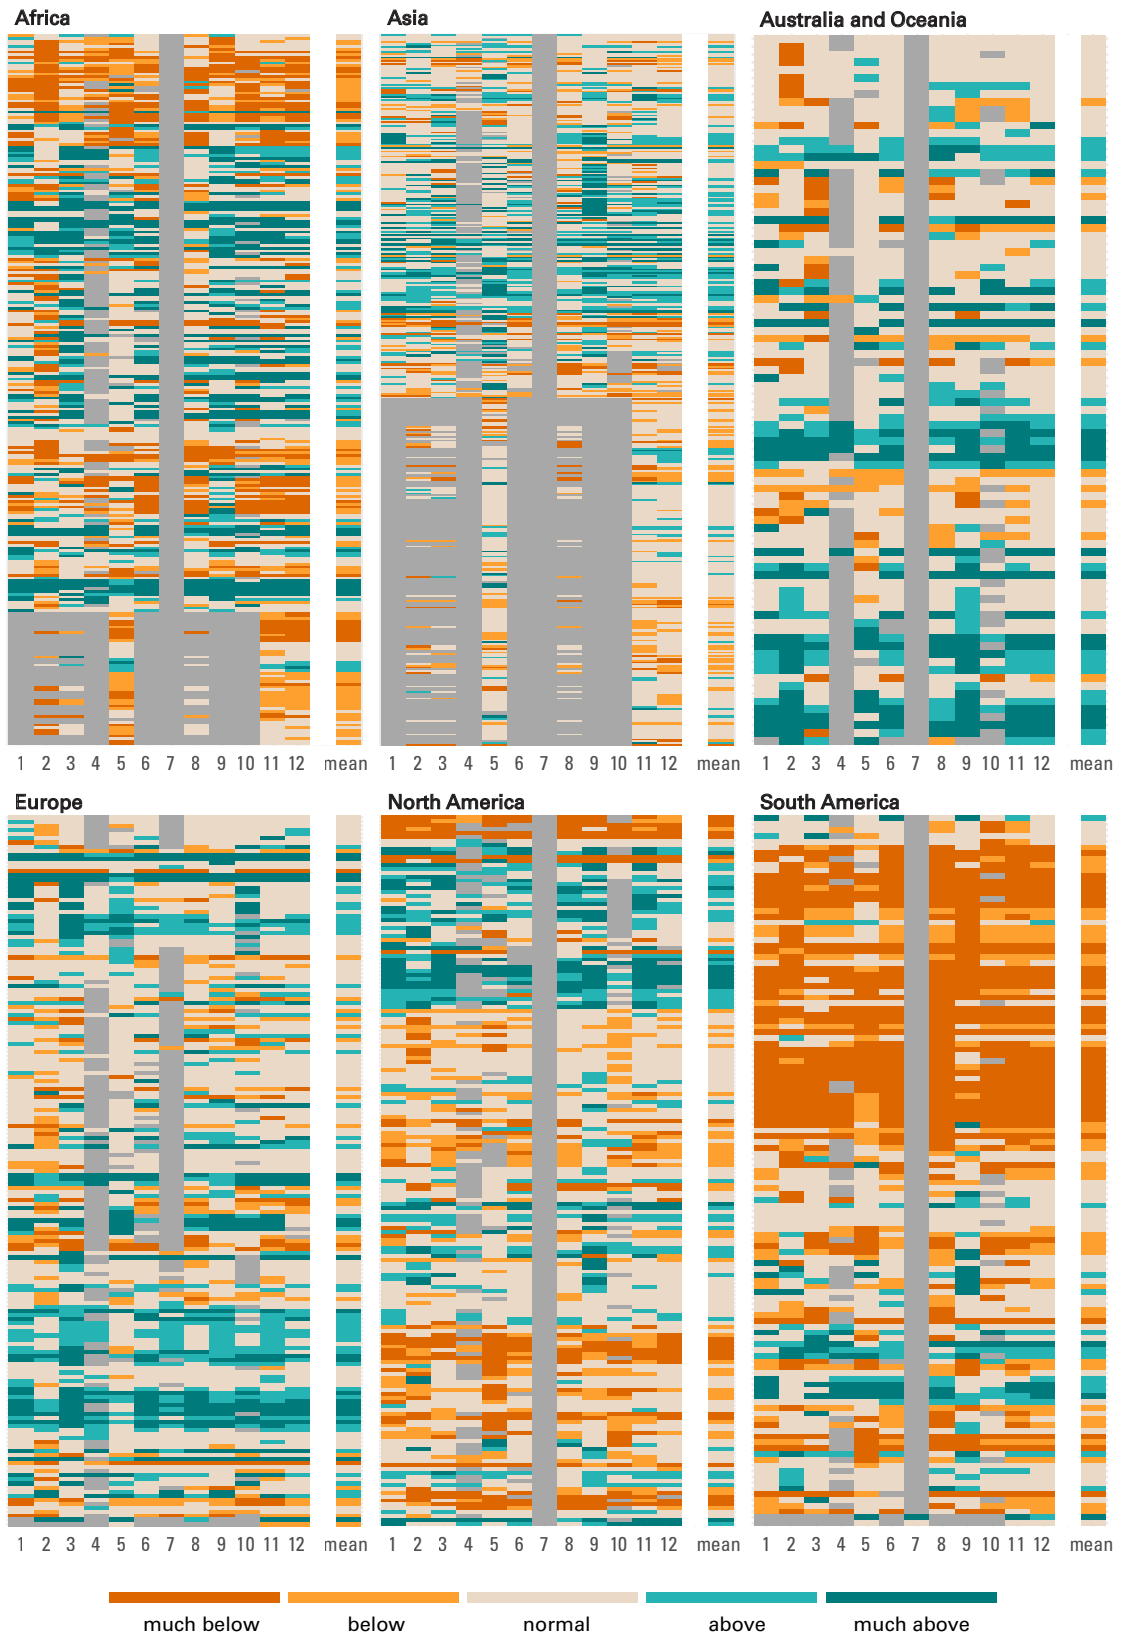 Africa
Asia
Australia and Oceania
1 2 3 4 5 6 7 8 9 10 11 12 mean
1 2 3 4 5 6 7 8 9 10 11 12 mean
1 2 3 4 5 6 7 8 9 10 11 12 mean
Europe
North America
South America
1 2 3 4 5 6 7 8 9 10 11 12 mean
1 2 3 4 5 6 7 8 9 10 11 12 mean
1 2 3 4 5 6 7 8 9 10 11 12 mean
much below
below
normal
above
much above